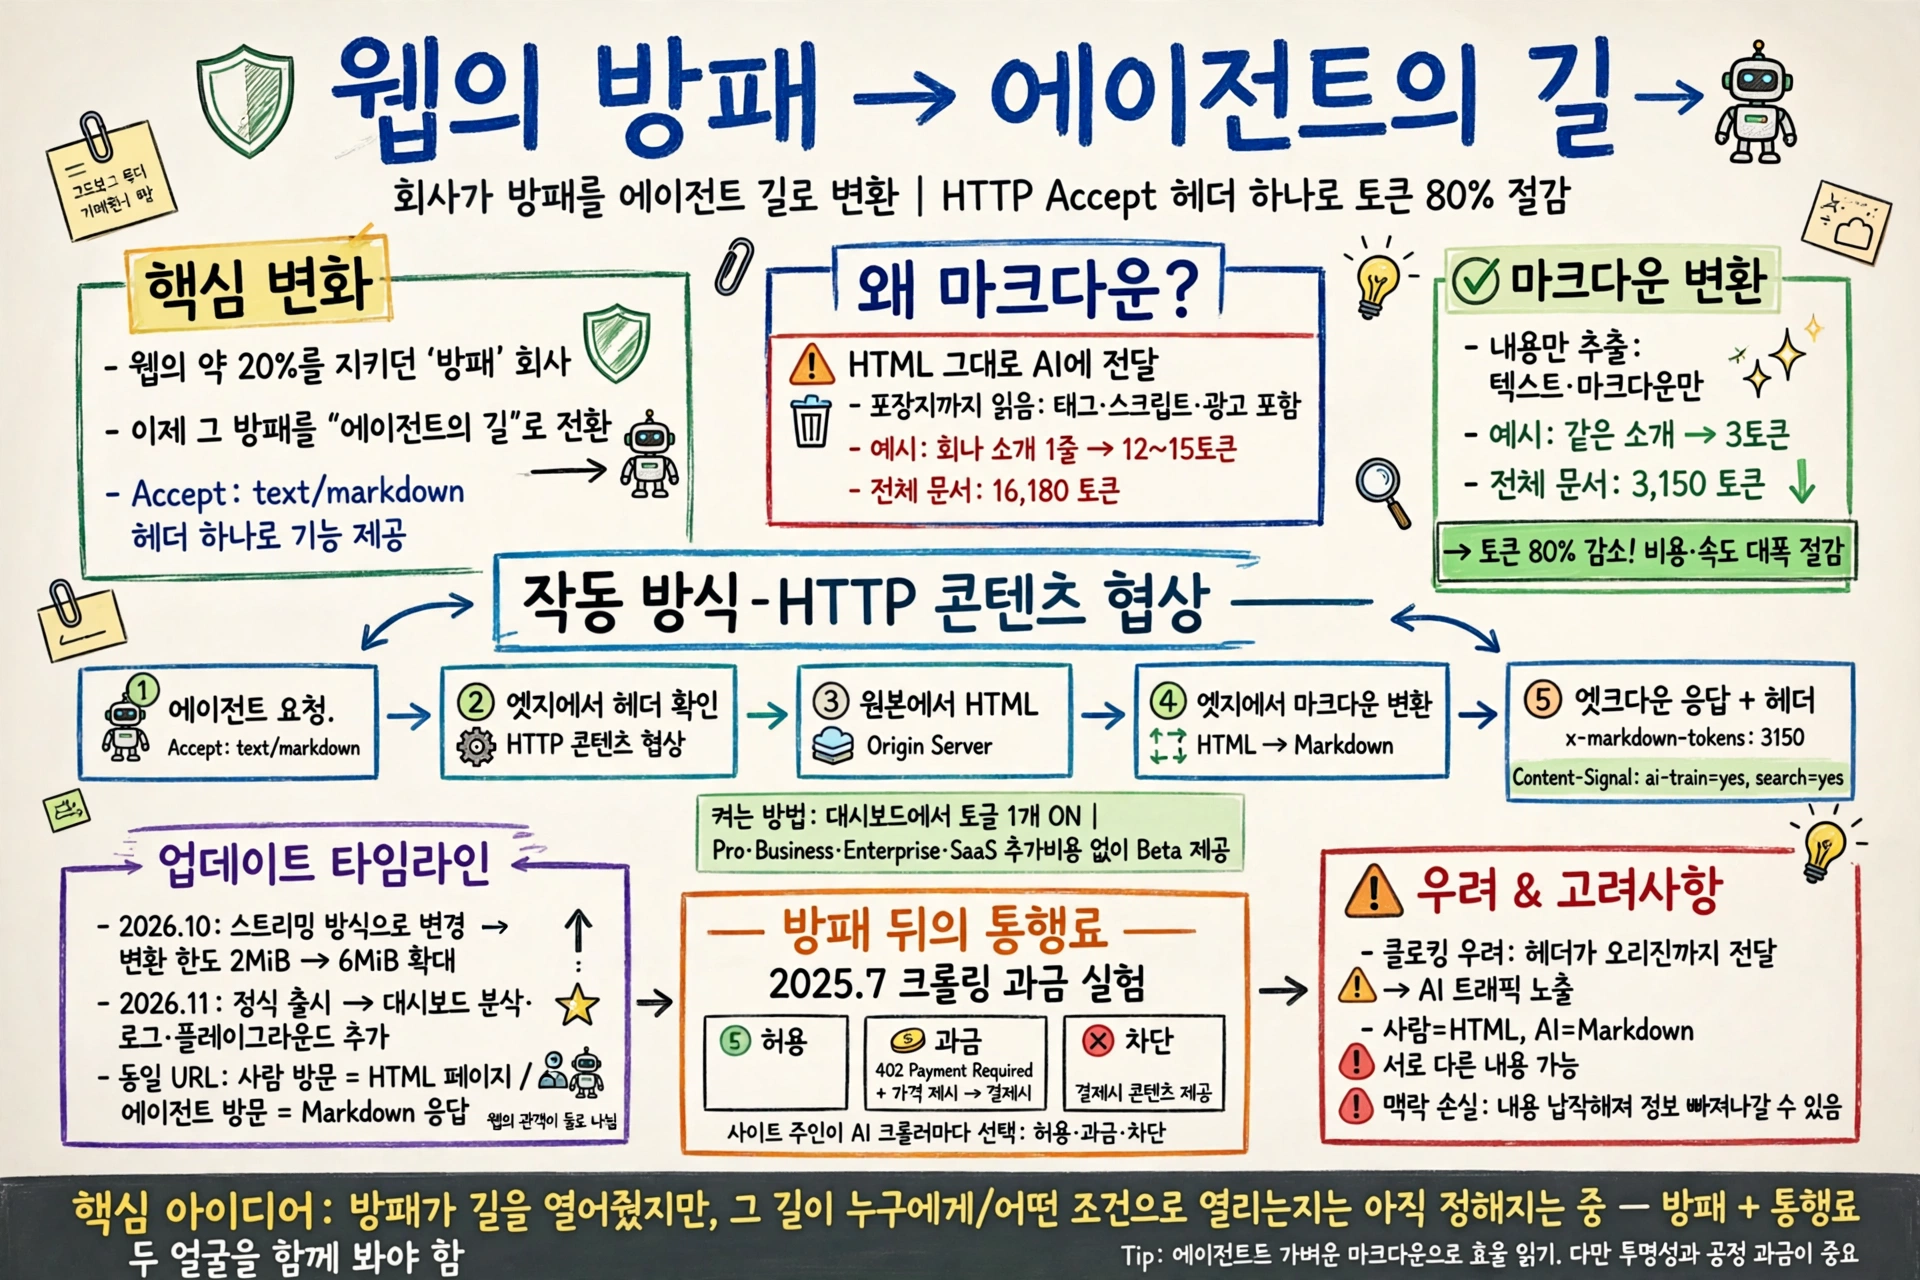 웹의 방패 → 에이전트의 길 →
회사가 방패를 에이전트 길로 변환 | HTTP Accept 헤더 하나로 토큰 80% 절감
핵심 변화
- 웹의 약 20%를 지키던 '방패' 회사
- 이제 그 방패를 "에이전트의 길"로 전환
- Accept: text/markdown
헤더 하나로 기능 제공
왜 마크다운?
HTML 그대로 AI에 전달
- 포장지까지 읽음: 태그·스크립트·광고 포함
- 예시: 회나 소개 1줄 → 12~15토큰
- 전체 문서: 16,180 토큰
마크다운 변환
- 내용만 추출:
텍스트·마크다운만
- 예시: 같은 소개 → 3토큰
- 전체 문서: 3,150 토큰
→ 토큰 80% 감소! 비용·속도 대폭 절감
작동 방식 - HTTP 콘텐츠 협상
1 에이전트 요청.
Accept: text/markdown
2 엣지에서 헤더 확인
HTTP 콘텐츠 협상
3 원본에서 HTML
Origin Server
4 엣지에서 마크다운 변환
HTML → Markdown
5 엣크다운 응답 + 헤더
x-markdown-tokens: 3150
Content-Signal: ai-train=yes, search=yes
켜는 방법: 대시보드에서 토글 1개 ON |
Pro·Business·Enterprise·SaaS 추가비용 없이 Beta 제공
업데이트 타임라인
- 2026.10: 스트리밍 방식으로 변경 →
변환 한도 2MiB → 6MiB 확대
- 2026.11: 정식 출시 → 대시보드 분삭·
로그·플레이그라운드 추가
- 동일 URL: 사람 방문 = HTML 페이지 /
에이전트 방문 = Markdown 응답
웹의 관객이 둘로 나뉨
방패 뒤의 통행료
2025.7 크롤링 과금 실험
5 허용
과금
402 Payment Required
+ 가격 제시 → 결제시
차단
결제시 콘텐츠 제공
사이트 주인이 AI 크롤러마다 선택: 허용·과금·차단
우려 & 고려사항
- 클로킹 우려: 헤더가 오리진까지 전달
→ AI 트래픽 노출
- 사람=HTML, AI=Markdown
서로 다른 내용 가능
맥락 손실: 내용 납작해져 정보 빠져나갈 수 있음
핵심 아이디어: 방패가 길을 열어줬지만, 그 길이 누구에게/어떤 조건으로 열리는지는 아직 정해지는 중 — 방패 + 통행료
두 얼굴을 함께 봐야 함
Tip: 에이전트트 가벼운 마크다운으로 효율 읽기. 다만 투명성과 공정 과금이 중요